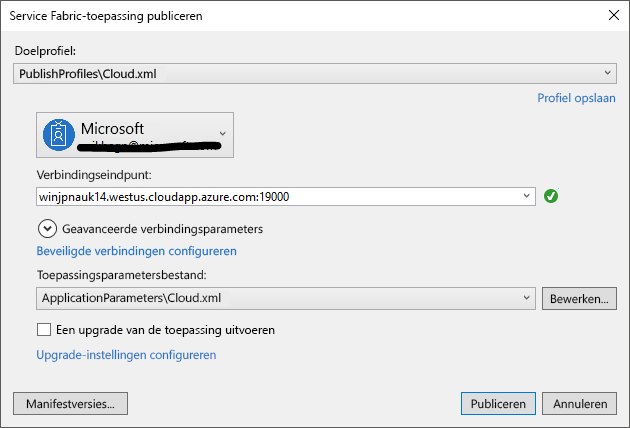 Service Fabric-toepassing publiceren
Doelprofiel:
PublishProfiles\Cloud.xml
Profiel opslaan
Microsoft
Verbindingseindpunt:
winjpnauk14.westus.cloudapp.azure.com:19000
Geavanceerde verbindingsparameters
Beveiligde verbindingen configureren
Toepassingsparametersbestand:
ApplicationParameters\Cloud.xml
Bewerken...
Een upgrade van de toepassing uitvoeren
Upgrade-instellingen configureren
Manifestversies...
Publiceren
Annuleren